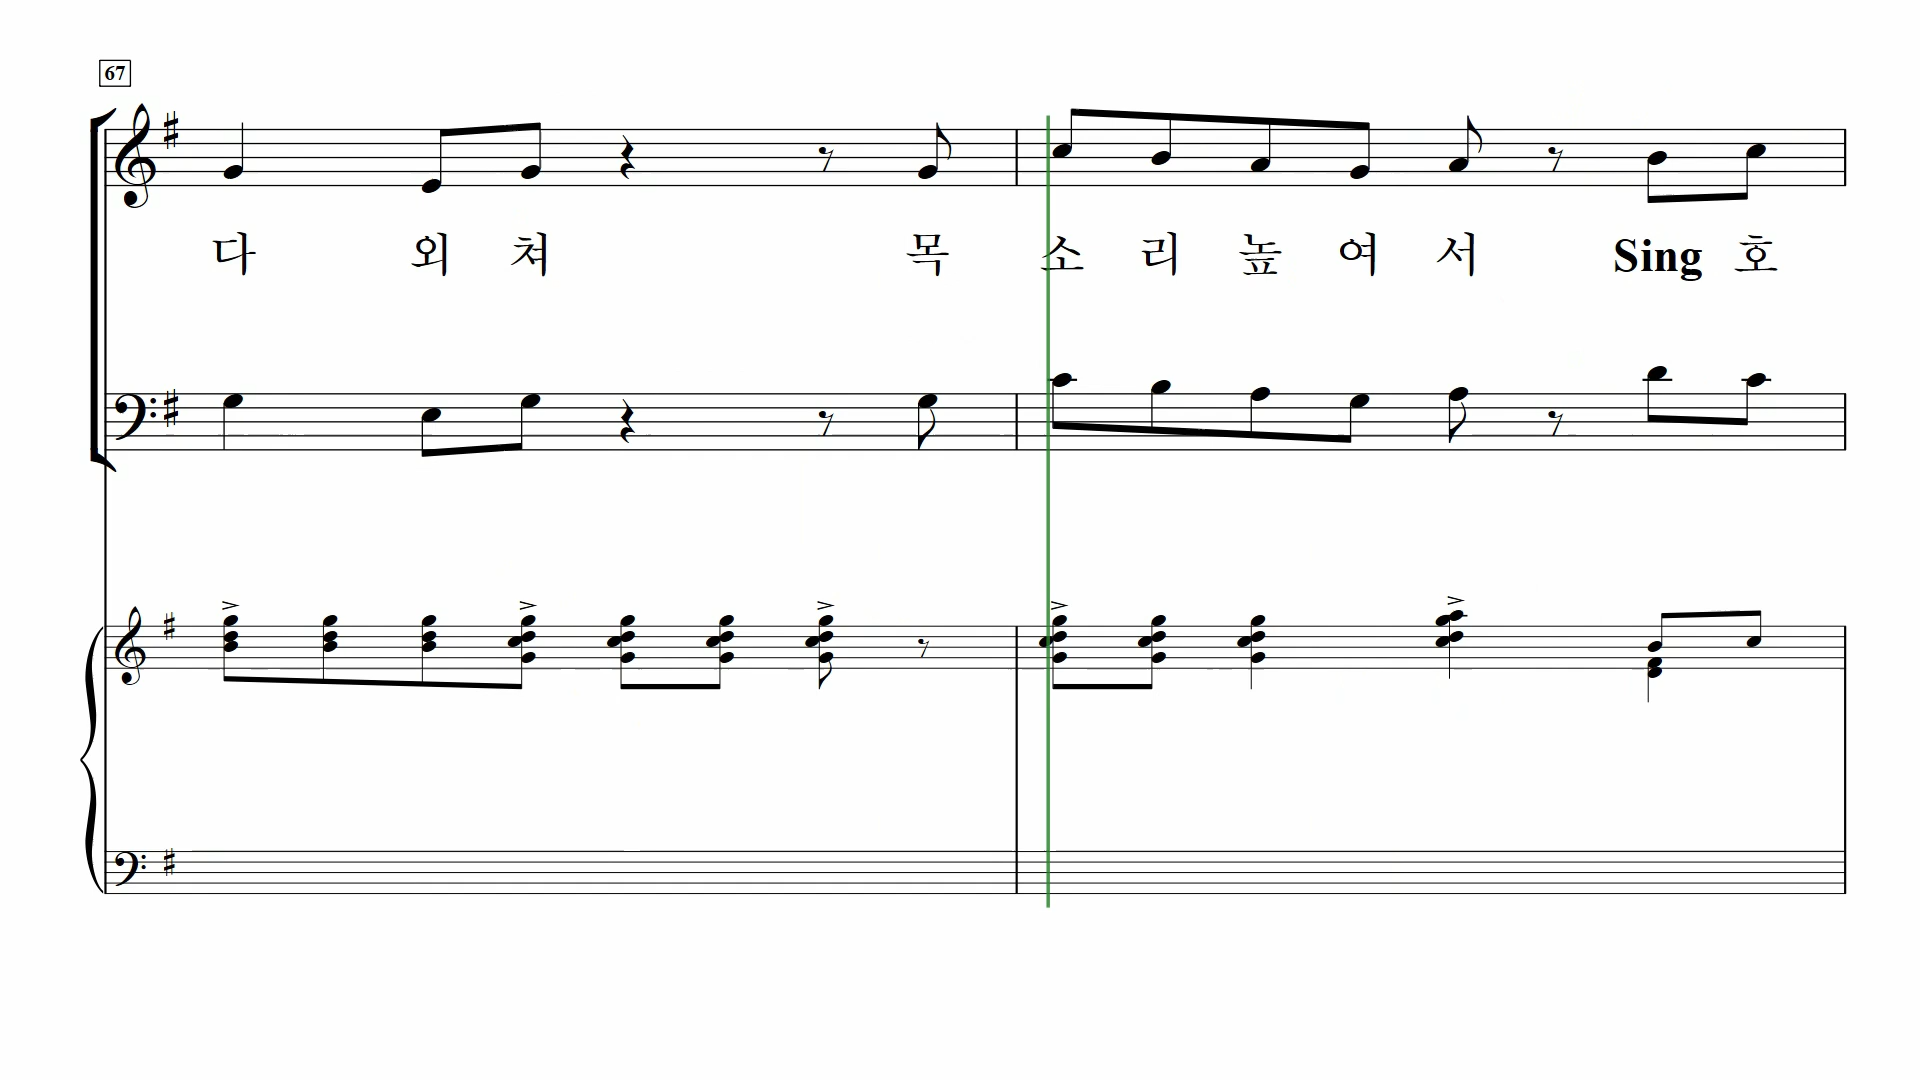 67
다 외 쳐 목 소 리 높 여 서 Sing 호